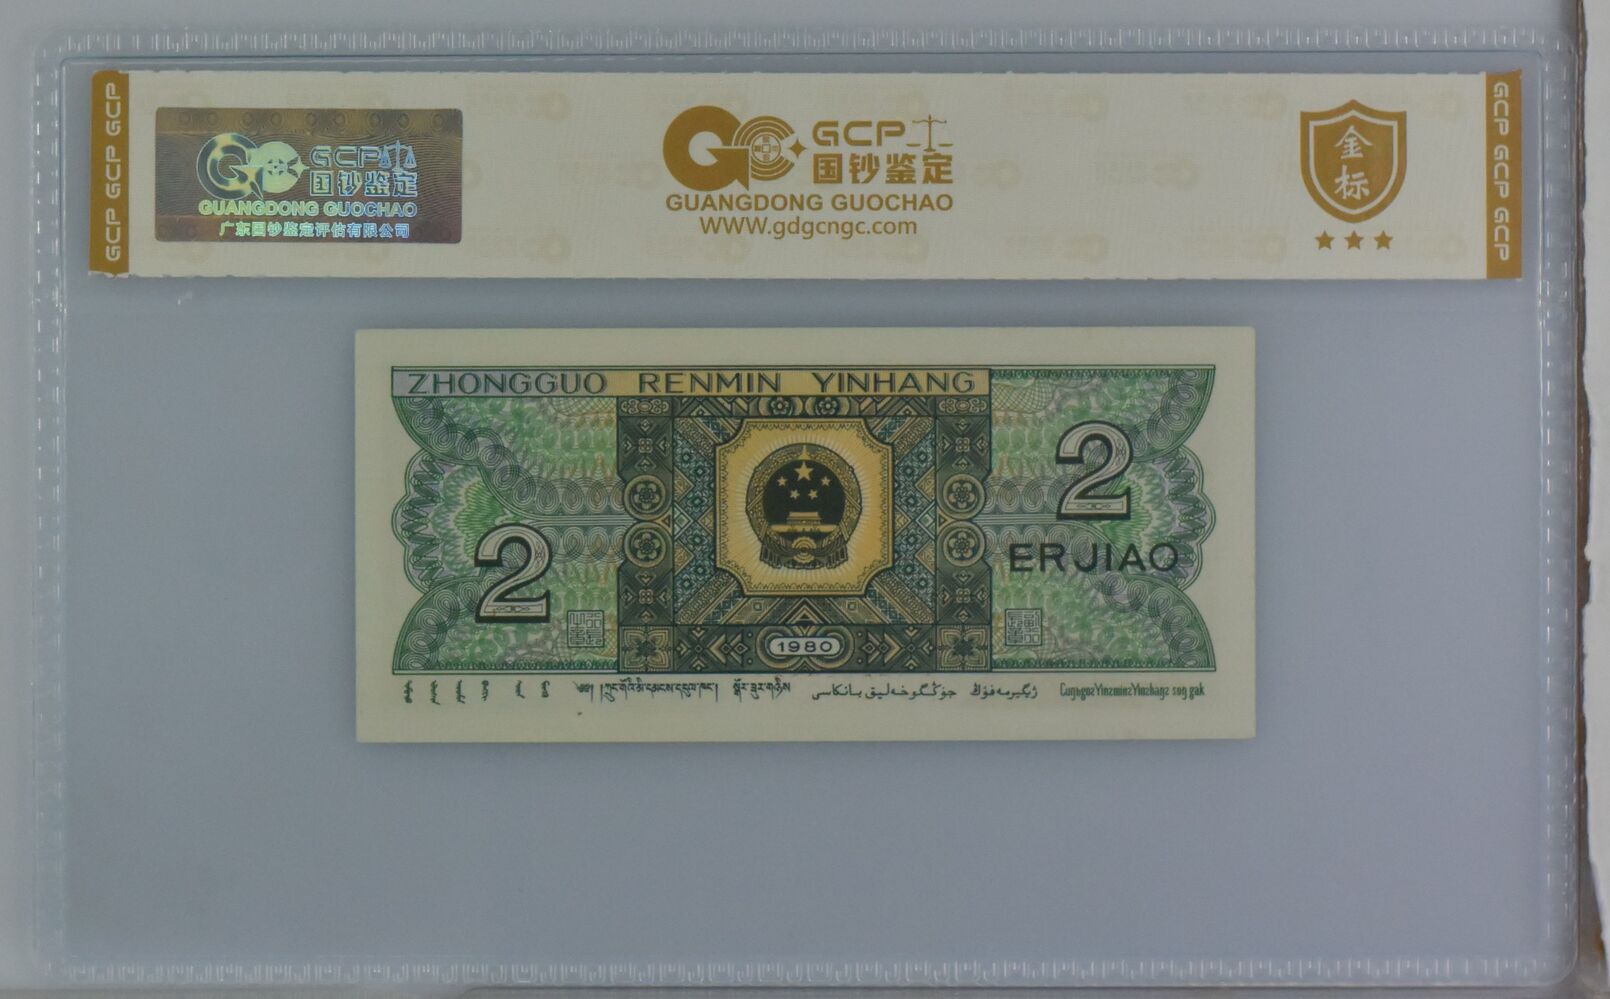 GCP GCP GCP
GCP
国钞鉴定
GUANGDONG GUOCHAO
广东国钞鉴定评估有限公司
GCP
国钞鉴定
GUANGDONG GUOCHAO
WWW.gdgcngc.com
金
标
GCP GCP GCP
ZHONGGUO RENMIN YINHANG
2
2
ERJIAO
1980